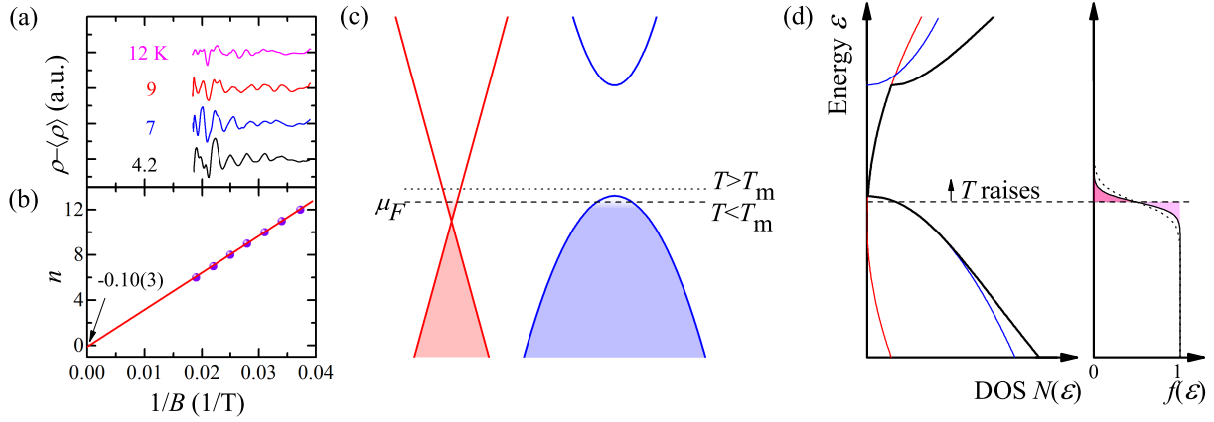 (a)
ρ–⟨ρ⟩ (a.u.)
12 K
9
7
4.2
(b)
n
12
8
4
0
-0.10(3)
0.00 0.01 0.02 0.03 0.04
1/B (1/T)
(c)
μF
T>Tm
T<Tm
(d)
Energy ε
T raises
DOS N(ε)
0 1
f(ε)